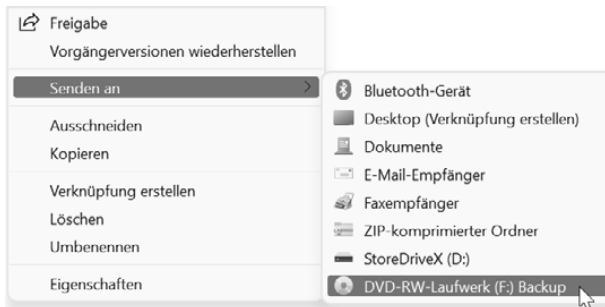 Freigabe
Vorgängerversionen wiederherstellen
Senden an
Ausschneiden
Kopieren
Verknüpfung erstellen
Löschen
Umbenennen
Eigenschaften
Bluetooth-Gerät
Desktop (Verknüpfung erstellen)
Dokumente
E-Mail-Empfänger
Faxempfänger
ZIP-komprimierter Ordner
StoreDriveX (D:)
DVD-RW-Laufwerk (F:) Backup